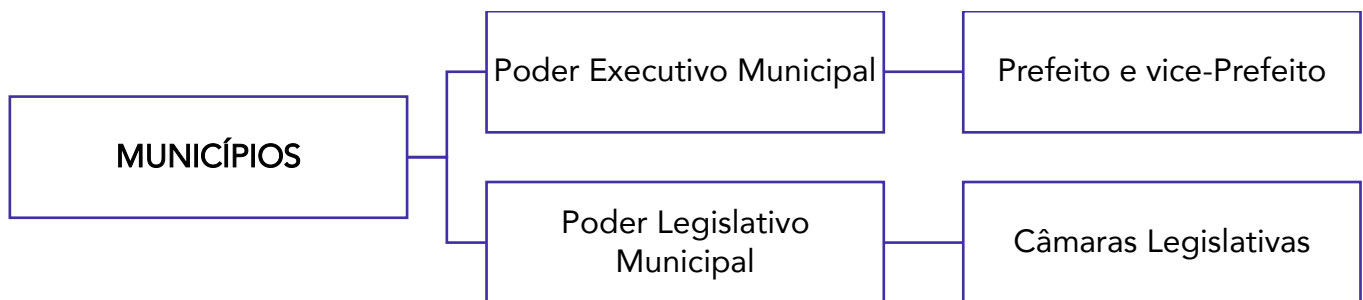 MUNICÍPIOS
Poder Executivo Municipal
Prefeito e vice-Prefeito
Poder Legislativo
Municipal
Câmaras Legislativas